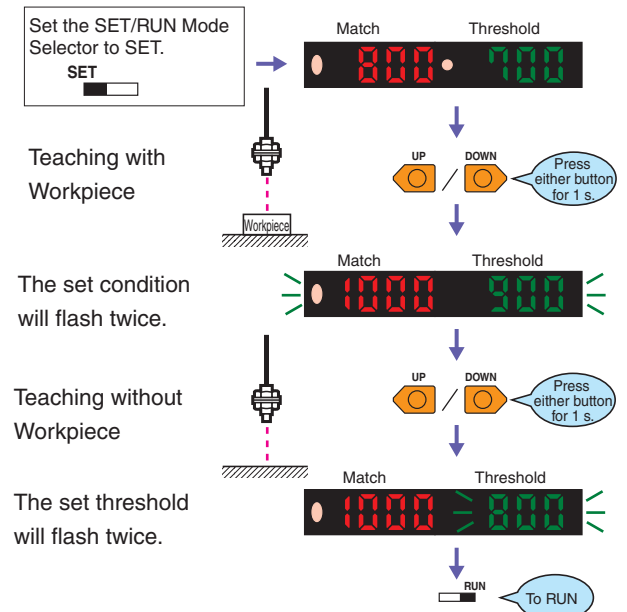 Set the SET/RUN Mode
Selector to SET.
SET
Match Threshold
800 700
Teaching with
Workpiece
UP / DOWN
Press
either button
for 1 s.
Workpiece
Match Threshold
The set condition
will flash twice.
1000 900
Teaching without
Workpiece
UP / DOWN
Press
either button
for 1 s.
Match Threshold
The set threshold
will flash twice.
1000 800
RUN
To RUN